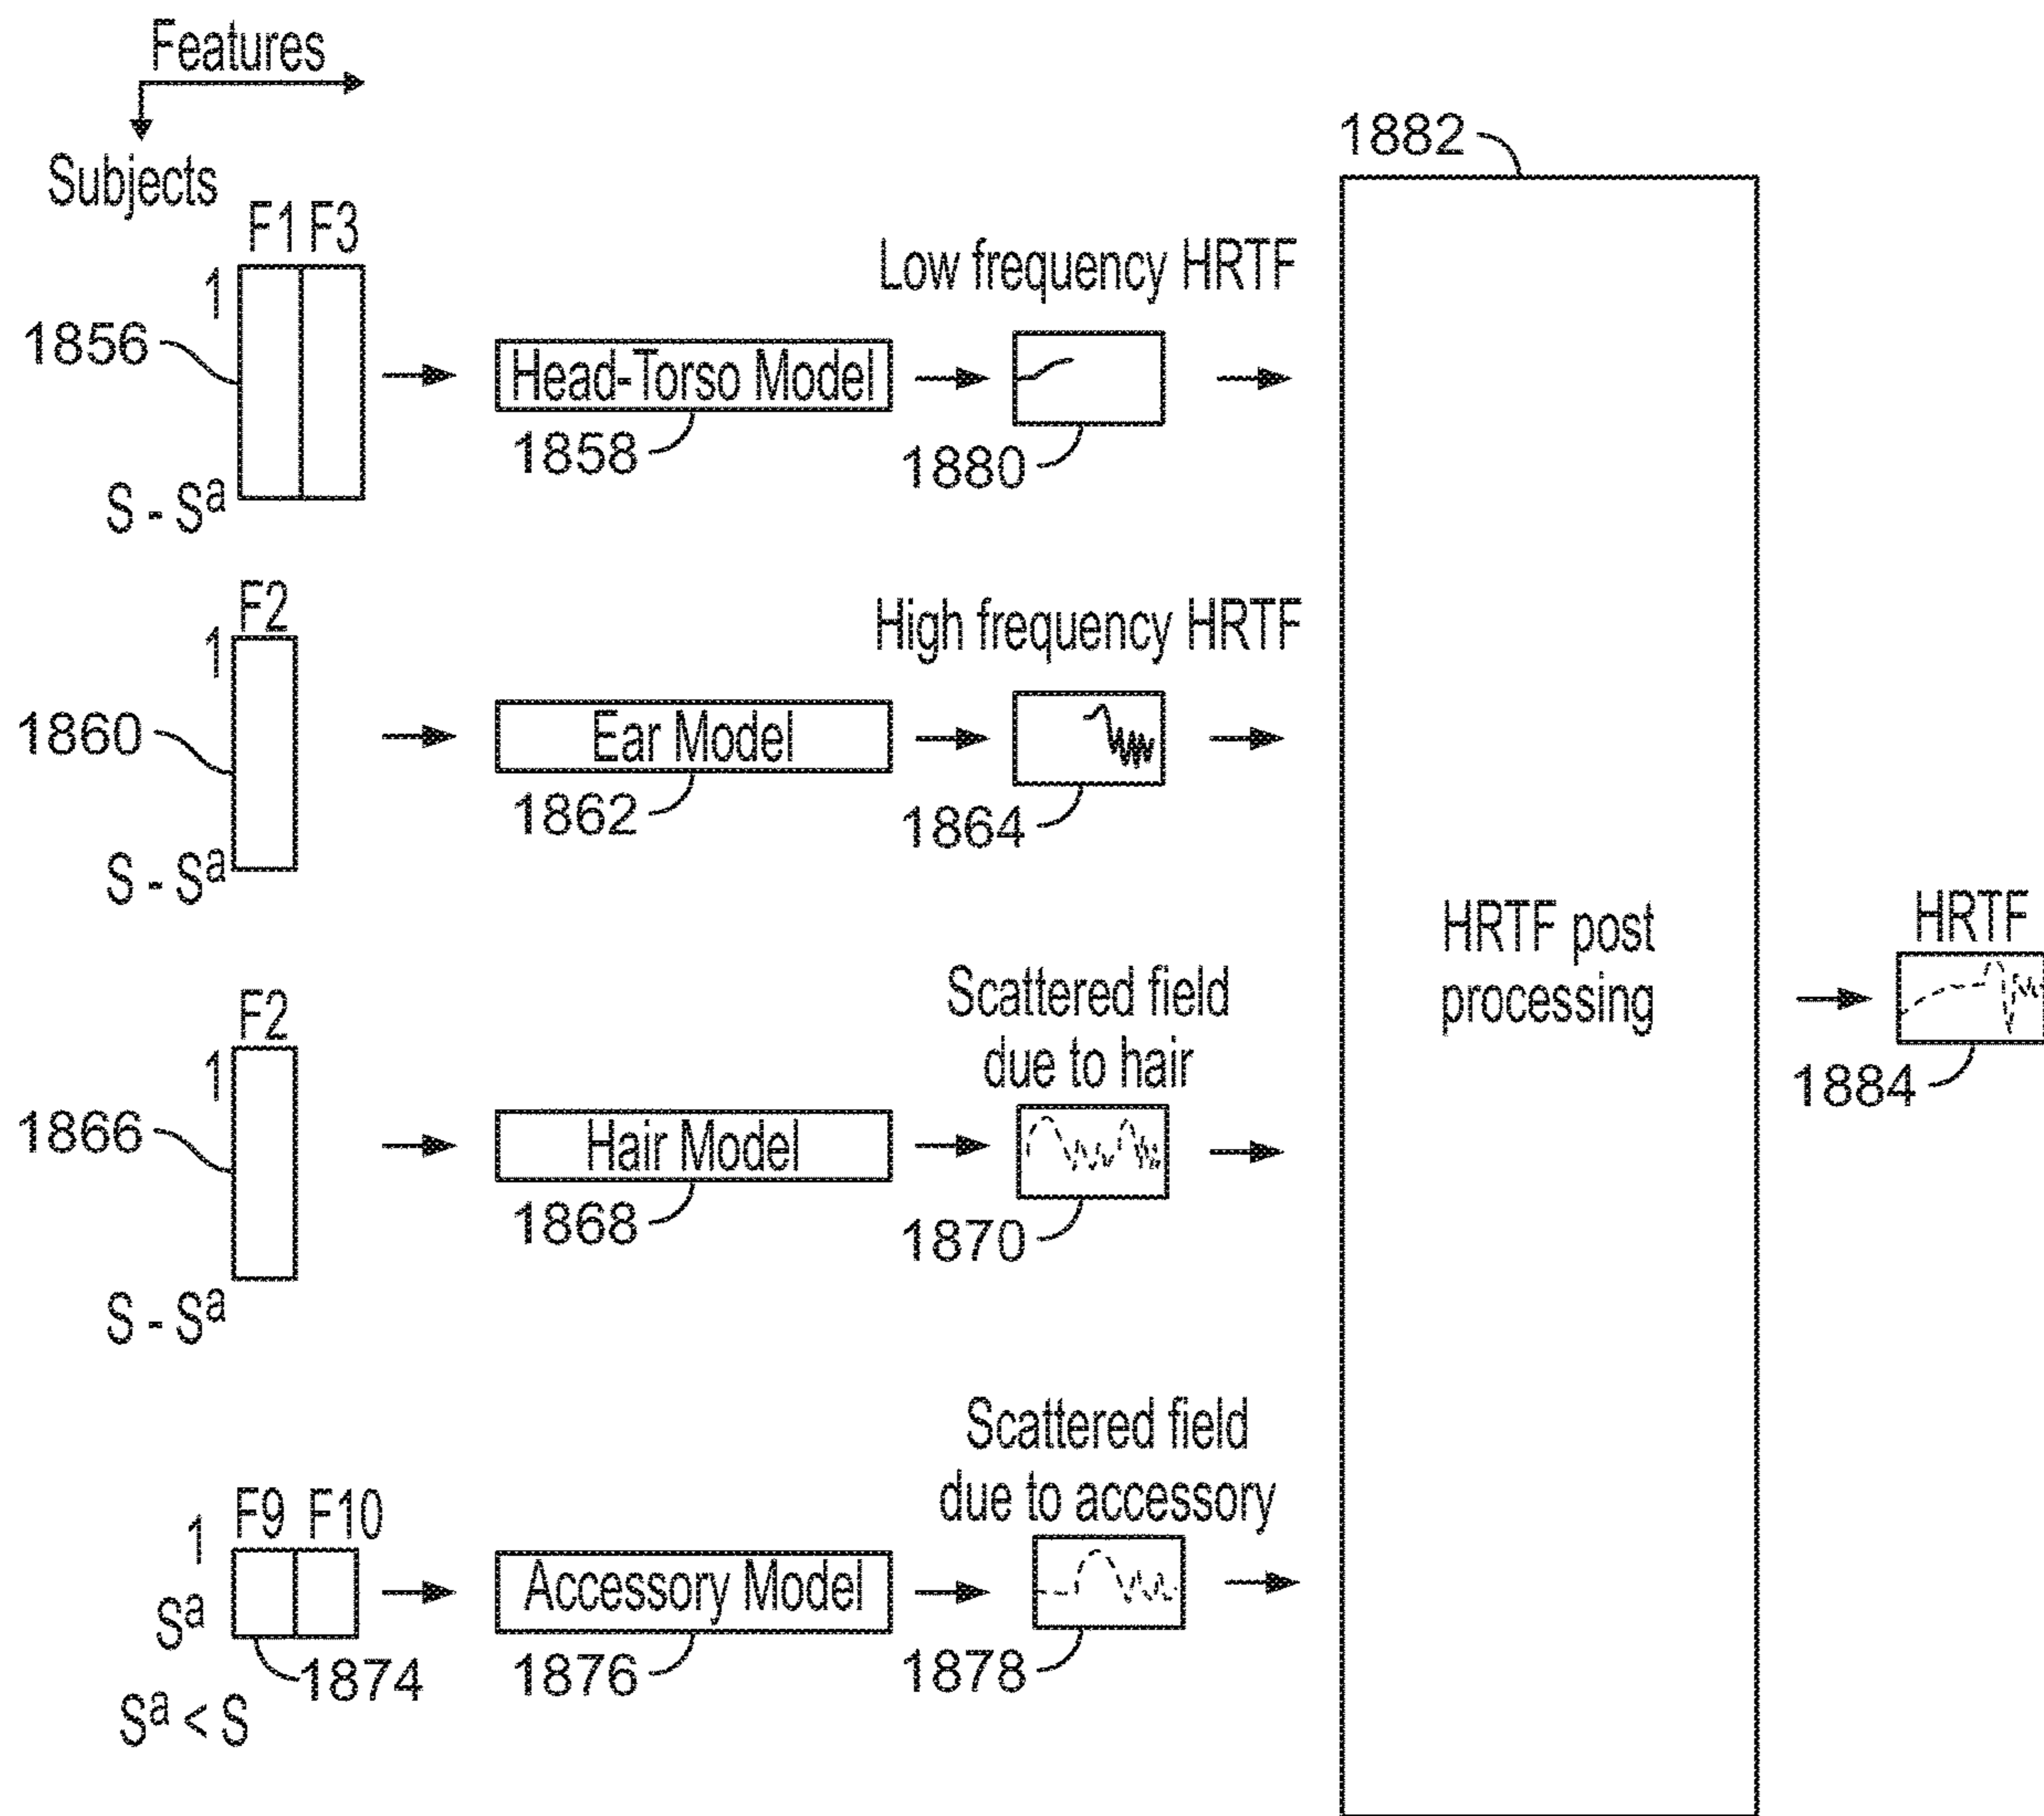 Features
Subjects
1882
F1 F3
1
1856
S - Sa
Head-Torso Model
1858
Low frequency HRTF
1880
F2
1
1860
S - Sa
Ear Model
1862
High frequency HRTF
1864
F2
1
1866
S - Sa
Hair Model
1868
Scattered field
due to hair
1870
F9 F10
1
Sa
1874
Sa < S
Accessory Model
1876
Scattered field
due to accessory
1878
HRTF post
processing
HRTF
1884